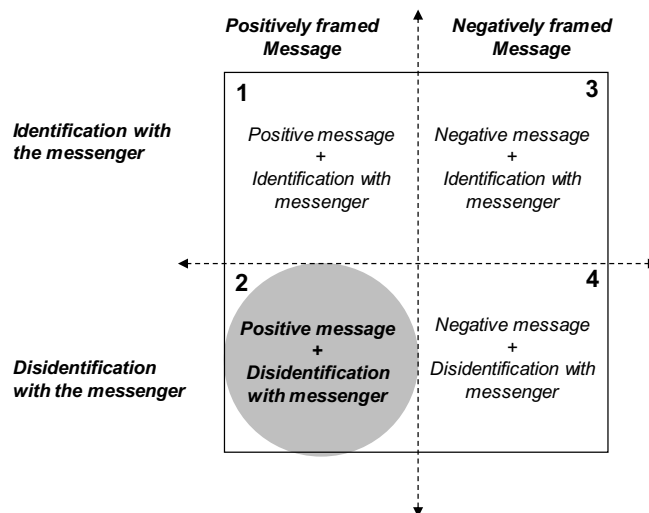 Positively framed
Message
Negatively framed
Message
Identification with
the messenger
1
Positive message
+
Identification with
messenger
3
Negative message
+
Identification with
messenger
Disidentification
with the messenger
2
Positive message
+
Disidentification
with messenger
4
Negative message
+
Disidentification with
messenger